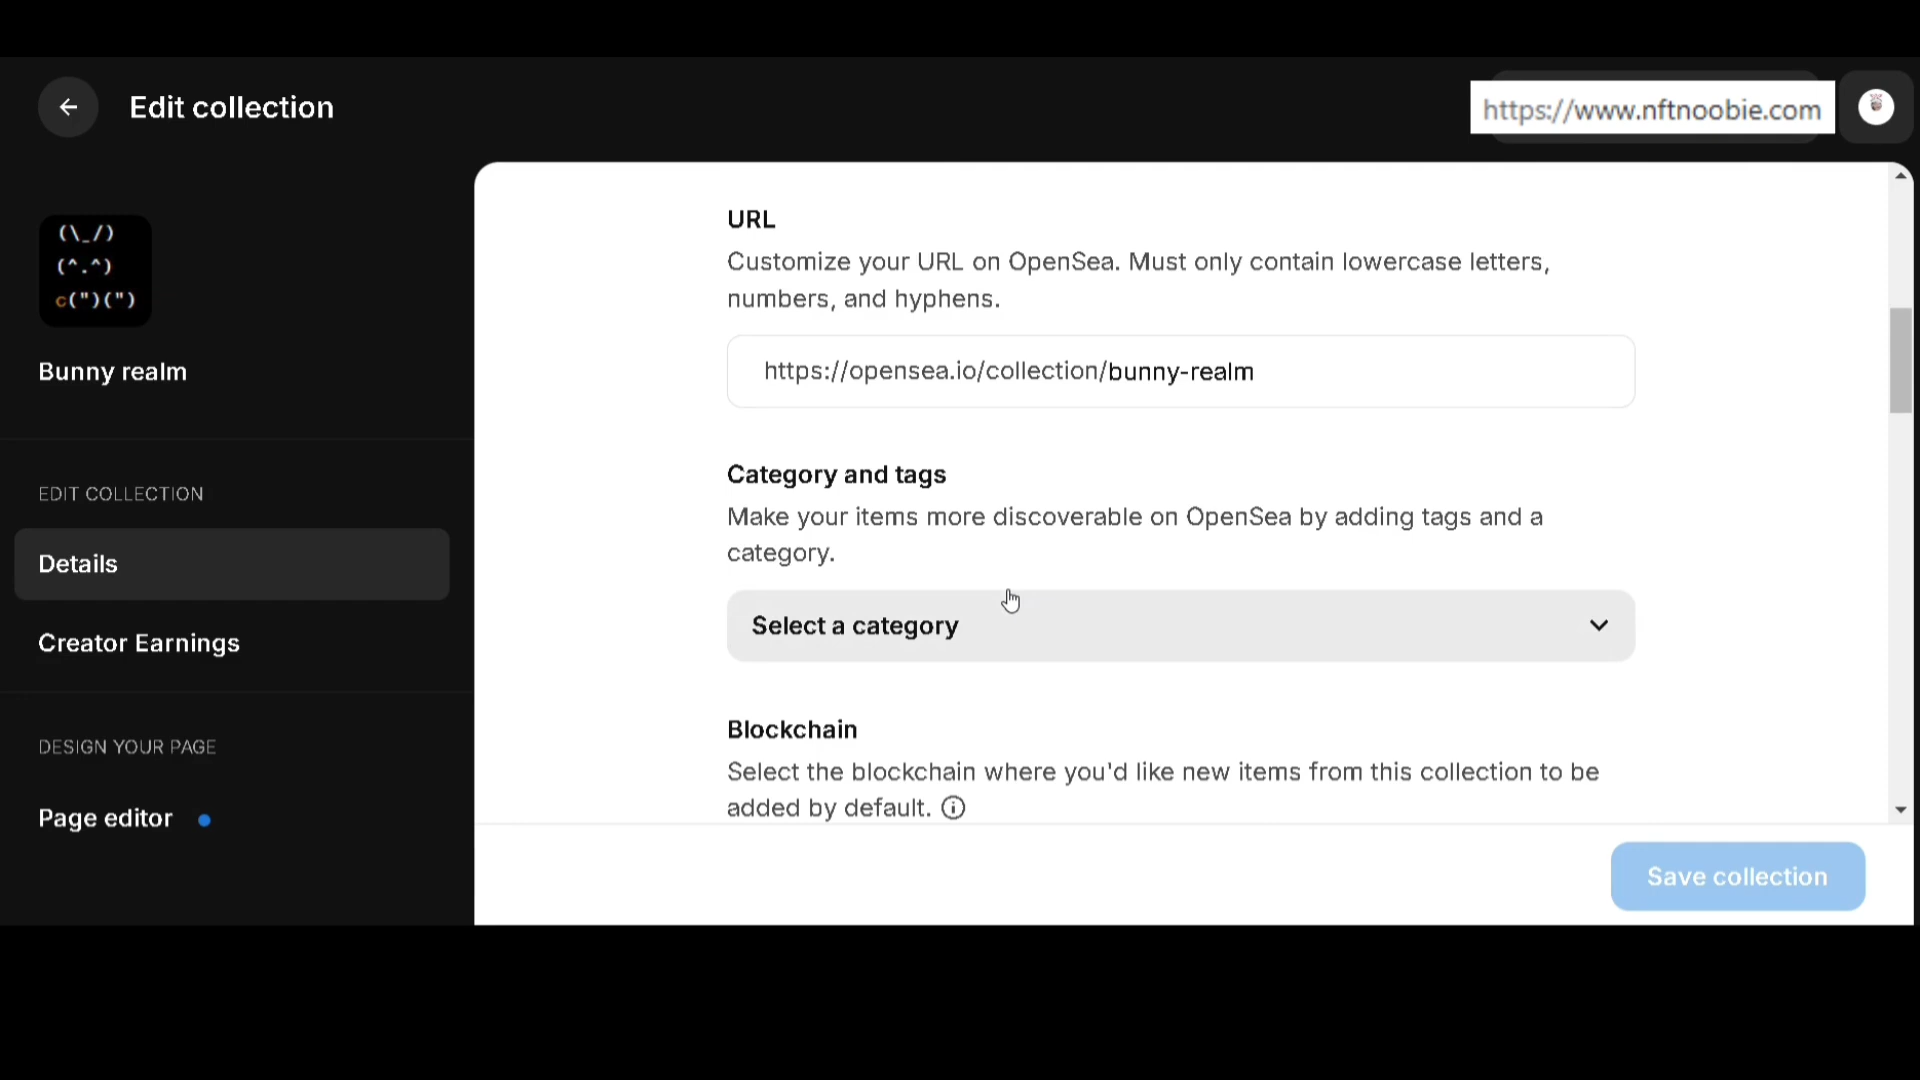 Edit collection
https://www.nftnoobie.com
(\_/)
(^.^)
c(")(")
Bunny realm
EDIT COLLECTION
Details
Creator Earnings
DESIGN YOUR PAGE
Page editor
URL
Customize your URL on OpenSea. Must only contain lowercase letters,
numbers, and hyphens.
https://opensea.io/collection/bunny-realm
Category and tags
Make your items more discoverable on OpenSea by adding tags and a
category.
Select a category
Blockchain
Select the blockchain where you'd like new items from this collection to be
added by default.
Save collection